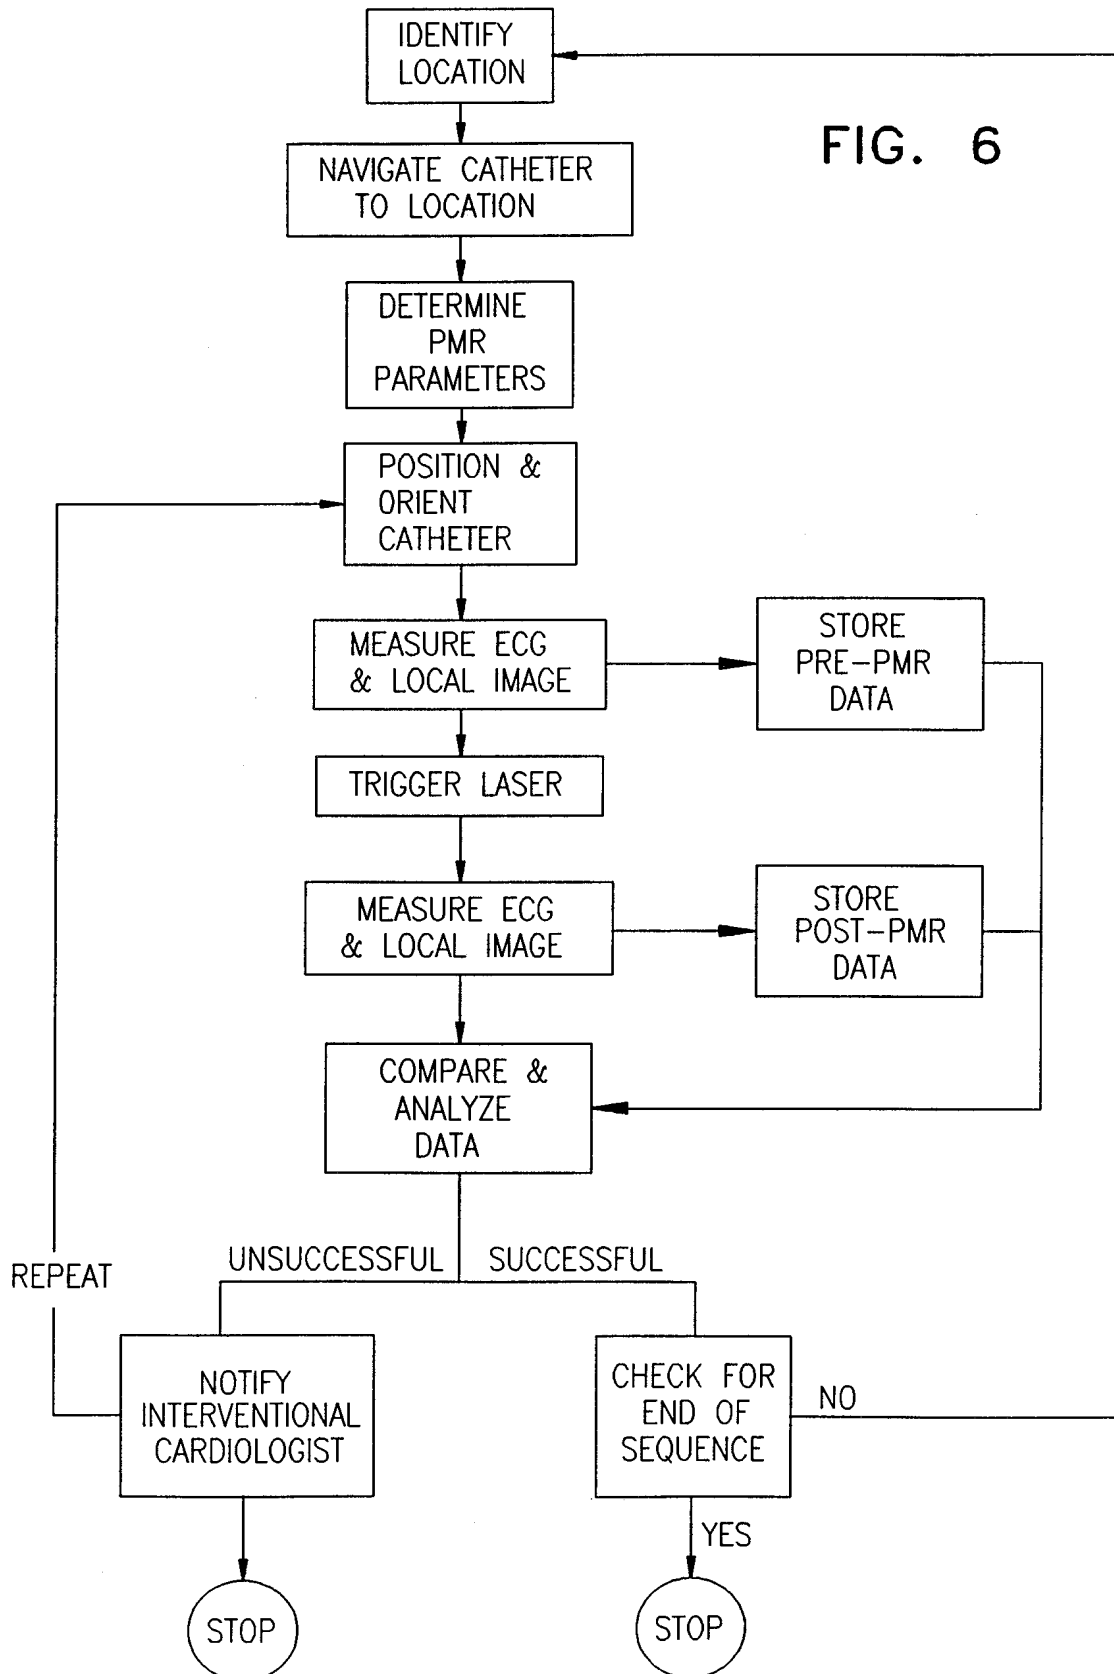 IDENTIFY
LOCATION
FIG. 6
NAVIGATE CATHETER
TO LOCATION
DETERMINE
PMR
PARAMETERS
POSITION &
ORIENT
CATHETER
MEASURE ECG
& LOCAL IMAGE
STORE
PRE-PMR
DATA
TRIGGER LASER
MEASURE ECG
& LOCAL IMAGE
STORE
POST-PMR
DATA
COMPARE &
ANALYZE
DATA
UNSUCCESSFUL
SUCCESSFUL
REPEAT
NOTIFY
INTERVENTIONAL
CARDIOLOGIST
CHECK FOR
END OF
SEQUENCE
NO
YES
STOP
STOP